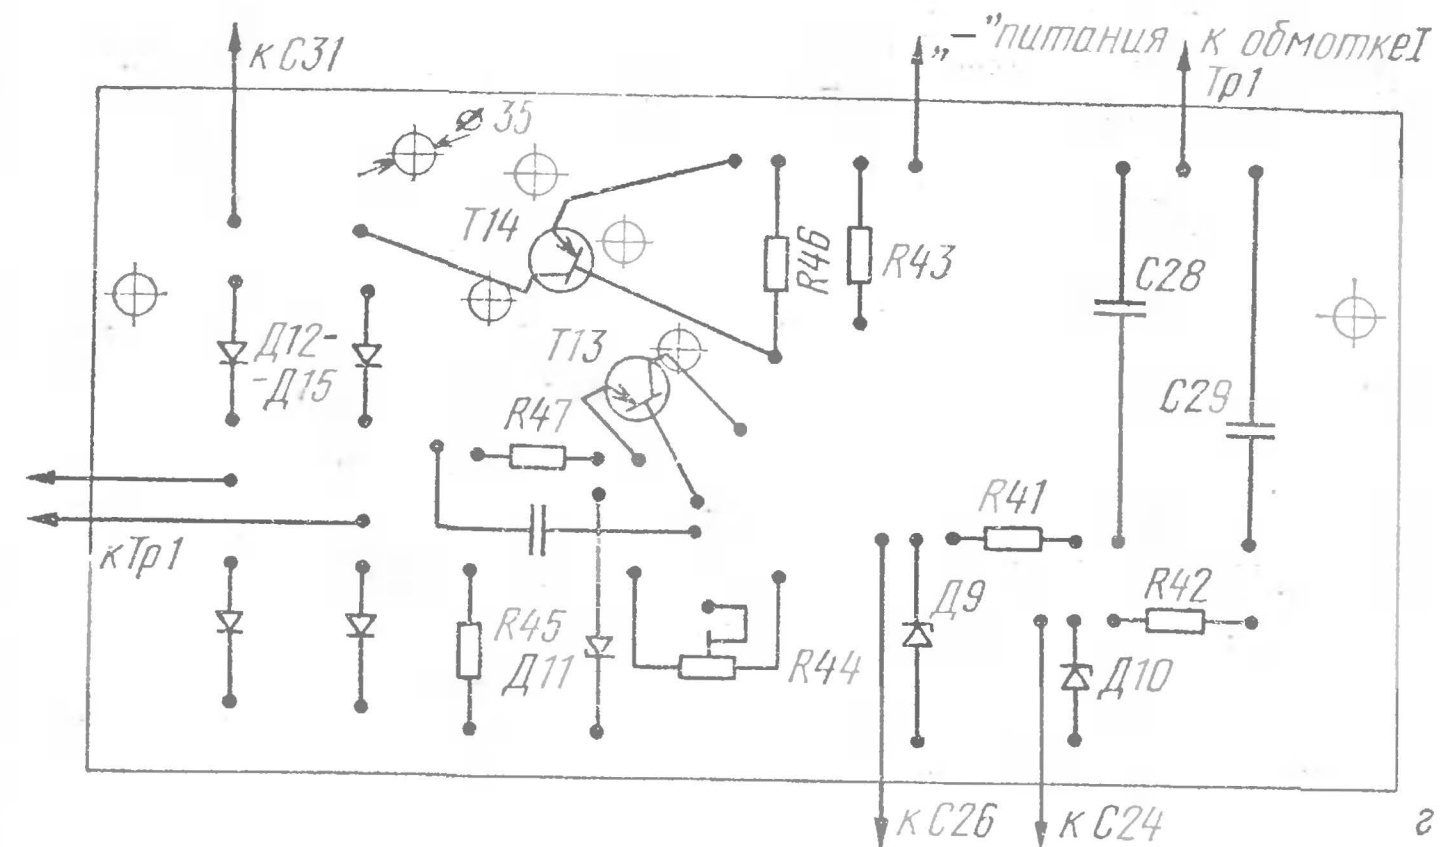 к С31
„–” питания
к обмотке I
Тр1
⌀ 35
Т14
R46
R43
С28
Д12–
–Д15
Т13
С29
R47
R41
кТр1
R45
Д11
R44
Д9
R42
Д10
к С26
к С24
г